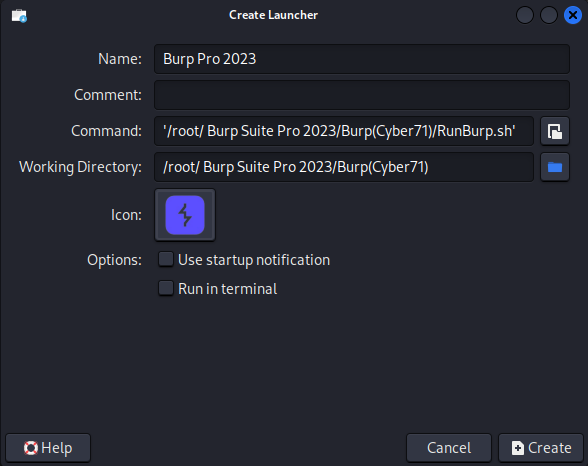 Create Launcher
Name: Burp Pro 2023
Comment:
Command: '/root/ Burp Suite Pro 2023/Burp(Cyber71)/RunBurp.sh'
Working Directory: /root/ Burp Suite Pro 2023/Burp(Cyber71)
Icon:
Options: Use startup notification
Run in terminal
Help Cancel Create